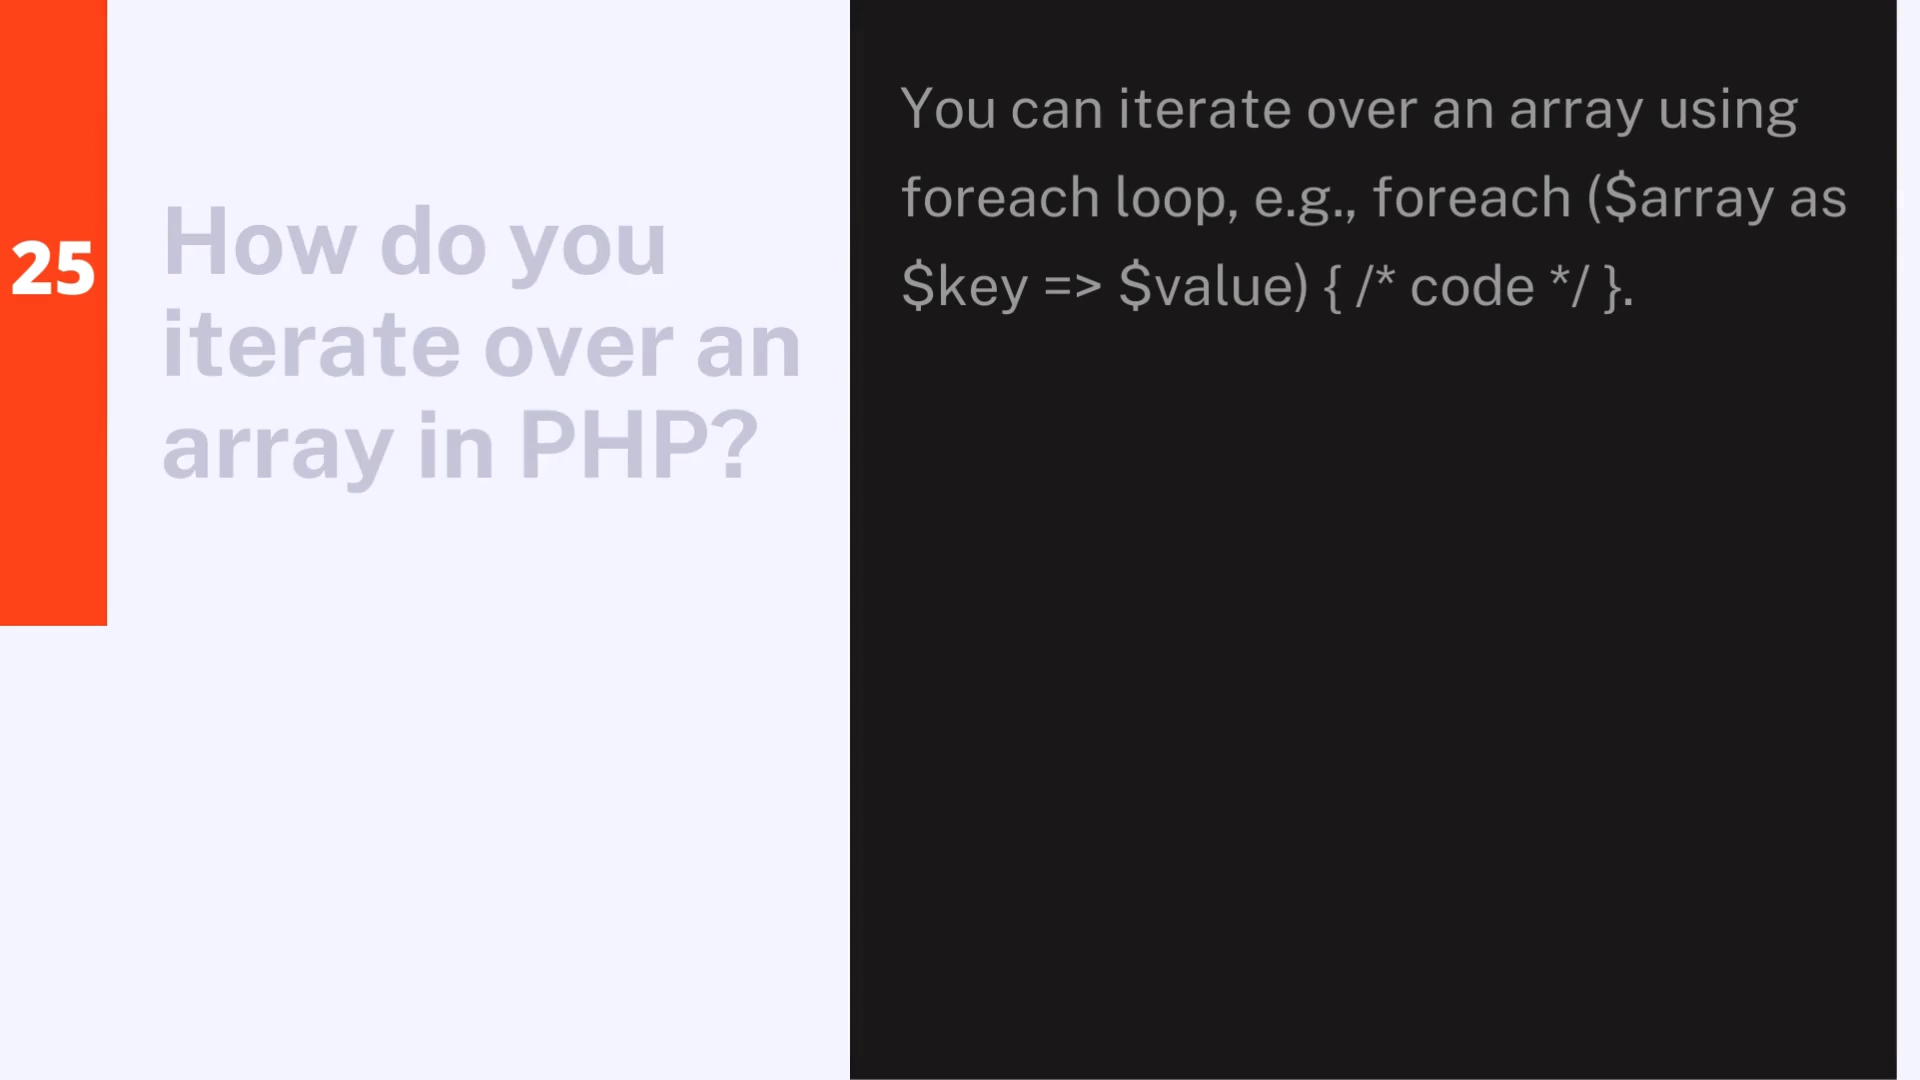 25
How do you
iterate over an
array in PHP?
You can iterate over an array using
foreach loop, e.g., foreach ($array as
$key => $value) { /* code */ }.